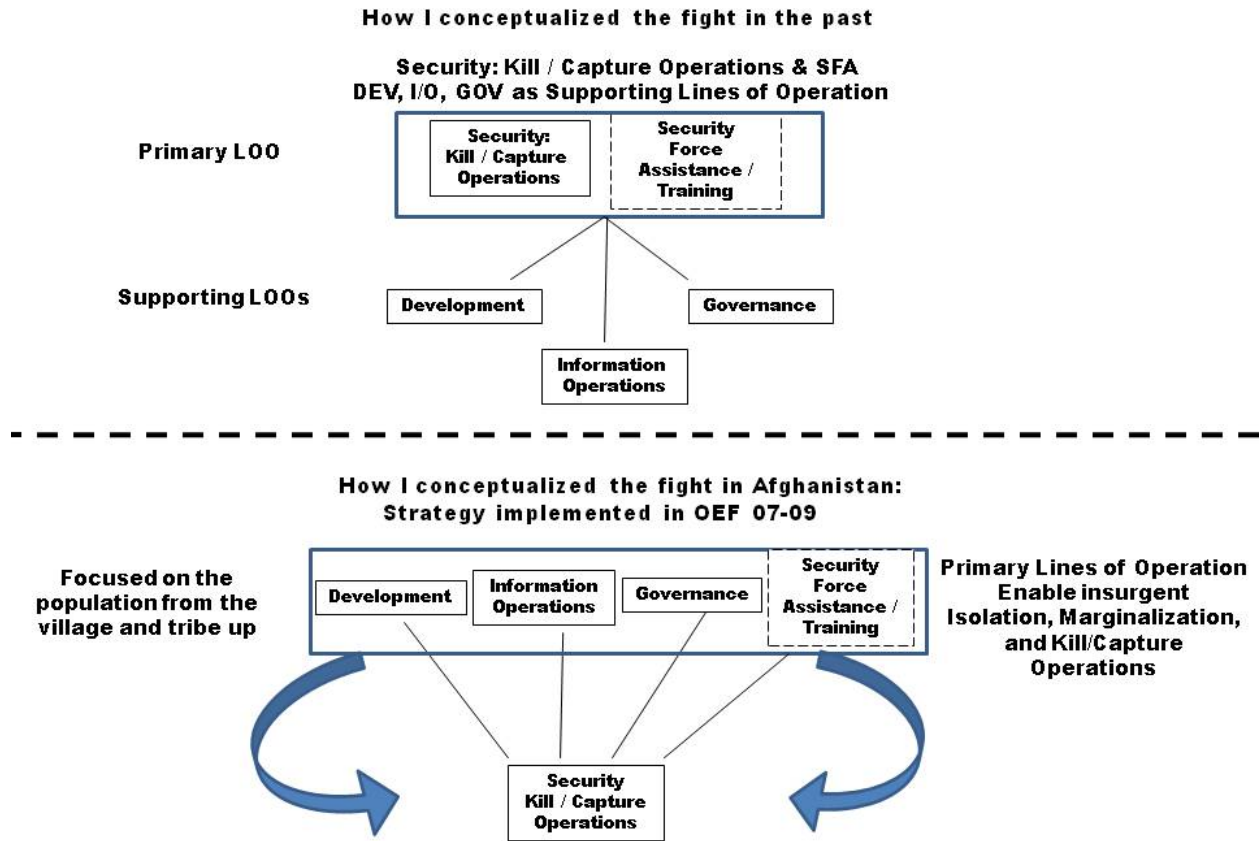 How I conceptualized the fight in the past
Security: Kill / Capture Operations & SFA
DEV, I/O, GOV as Supporting Lines of Operation
Primary LOO
Security:
Kill / Capture
Operations
Security
Force
Assistance /
Training
Supporting LOOs
Development
Governance
Information
Operations
How I conceptualized the fight in Afghanistan:
Strategy implemented in OEF 07-09
Focused on the
population from the
village and tribe up
Development
Information
Operations
Governance
Security
Force
Assistance /
Training
Primary Lines of Operation
Enable insurgent
Isolation, Marginalization,
and Kill/Capture
Operations
Security
Kill / Capture
Operations